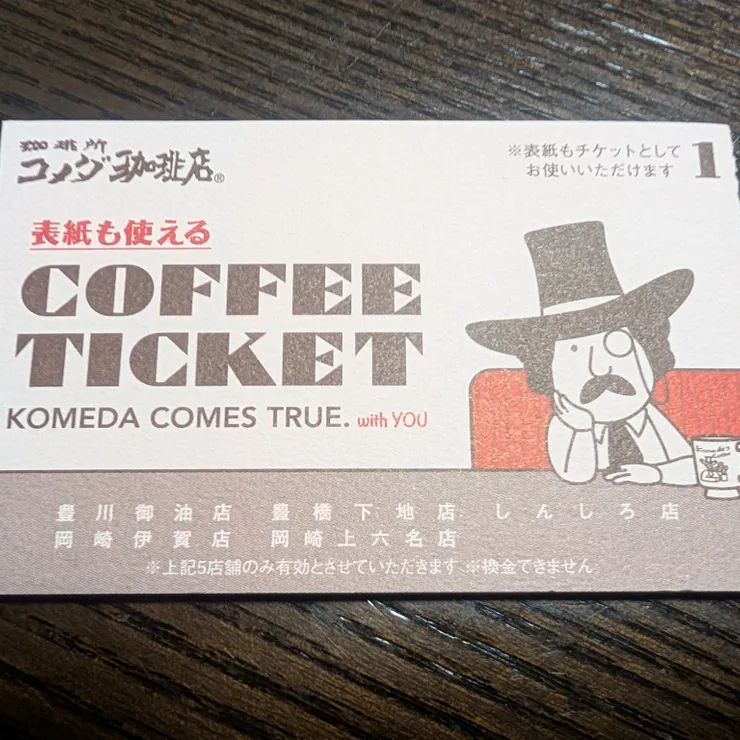 珈琲所
コメダ珈琲店®
※表紙もチケットとして
お使いいただけます
1
表紙も使える
COFFEE
TICKET
KOMEDA COMES TRUE. with YOU
豊川御油店 豊橋下地店 しんしろ店
岡崎伊賀店 岡崎上六名店
※上記5店舗のみ有効とさせていただきます ※換金できません